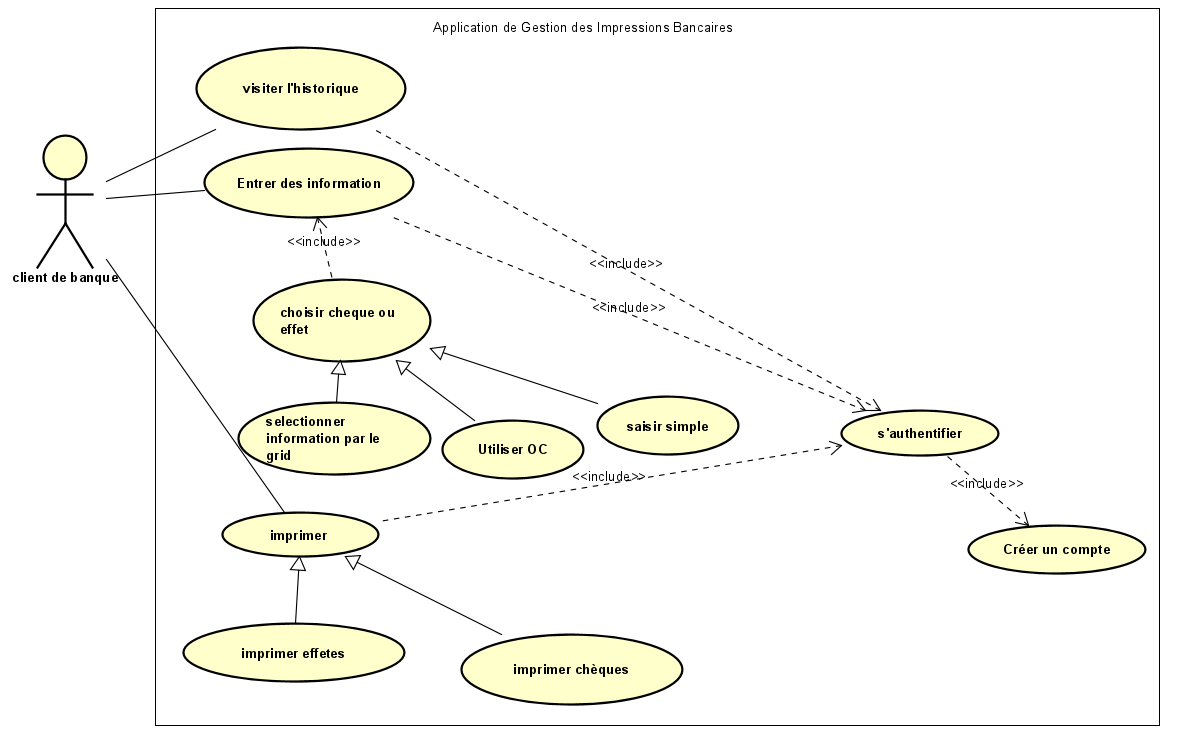 Application de Gestion des Impressions Bancaires
visiter l'historique
Entrer des information
<<include>>
client de banque
<<include>>
<<include>>
choisir cheque ou
effet
selectionner
information par le
grid
Utiliser OC
saisir simple
s'authentifier
<<include>>
<<include>>
imprimer
Créer un compte
imprimer effetes
imprimer chèques